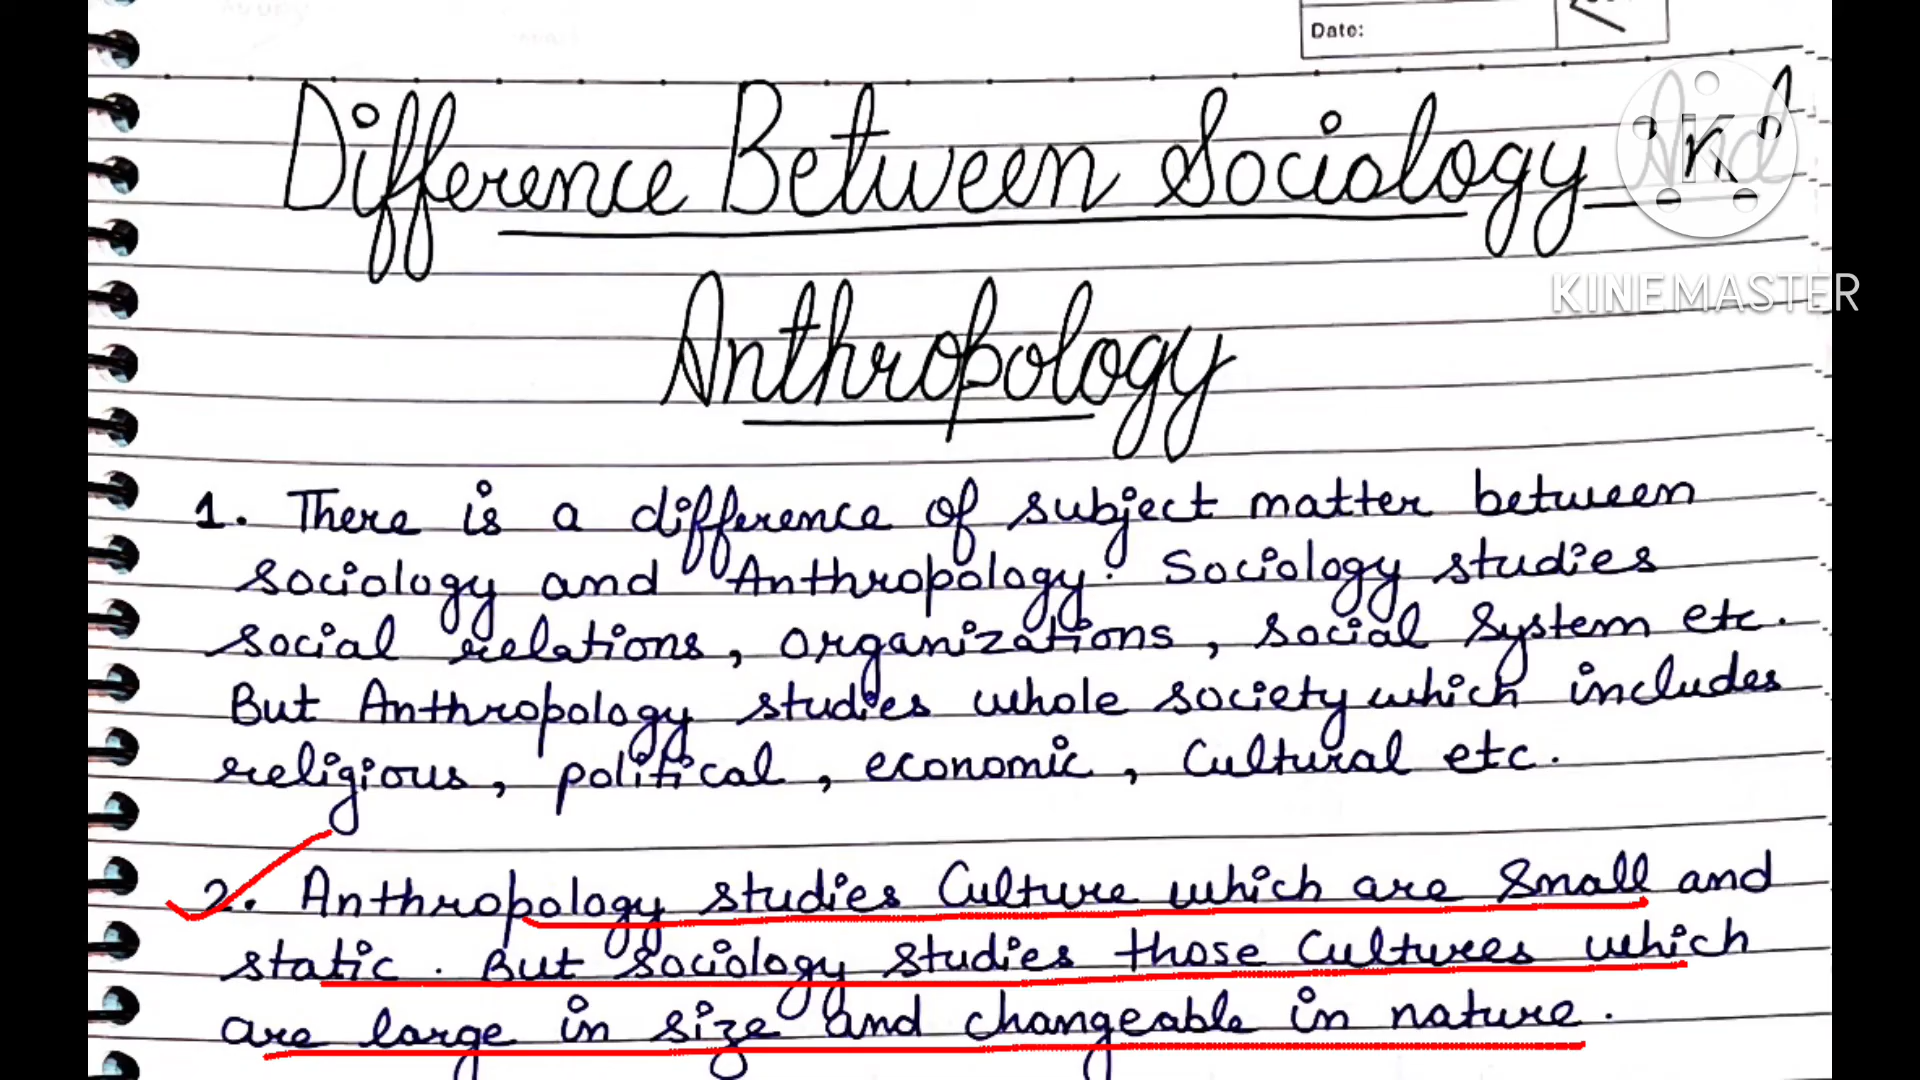 Date:
Difference Between Sociology And
K
KINEMASTER
Anthropology
1. There is a difference of subject matter between
sociology and Anthropology. Sociology studies
social relations, organizations, social system etc.
But Anthropology studies whole society which includes
religious, political, economic, Cultural etc.
2. Anthropology studies Culture which are Small and
static. But Sociology studies those Cultures which
are large in size and changeable in nature.